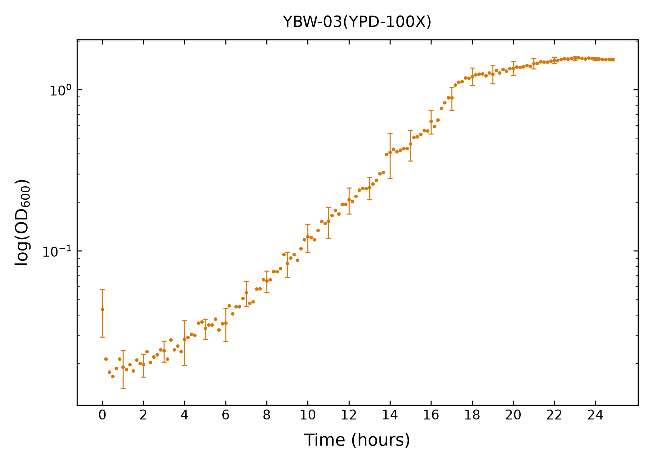 YBW-03(YPD-100X)
log(OD₆₀₀)
10⁰
10⁻¹
0 2 4 6 8 10 12 14 16 18 20 22 24
Time (hours)